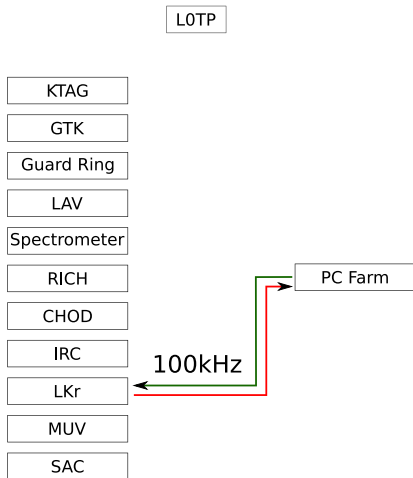 L0TP
KTAG
GTK
Guard Ring
LAV
Spectrometer
RICH
PC Farm
CHOD
IRC
100kHz
LKr
MUV
SAC